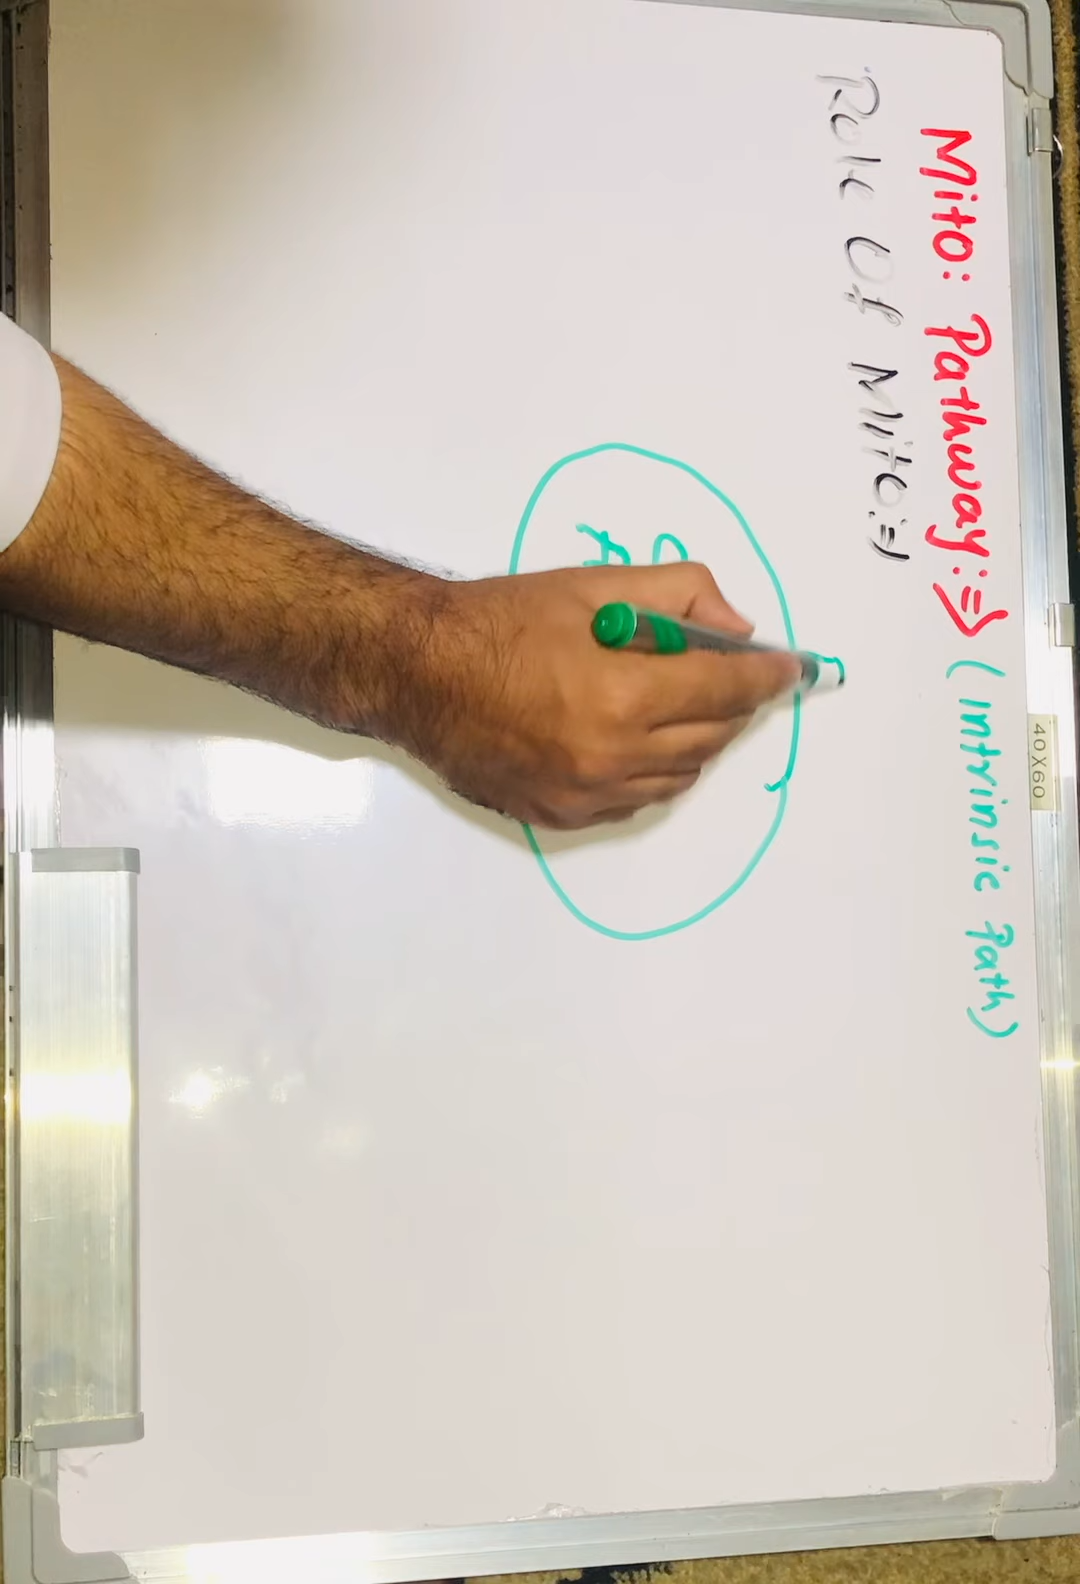 Mito: Pathway:⇒ (Intrinsic Path)
Role Of Mito:⇒
40X60